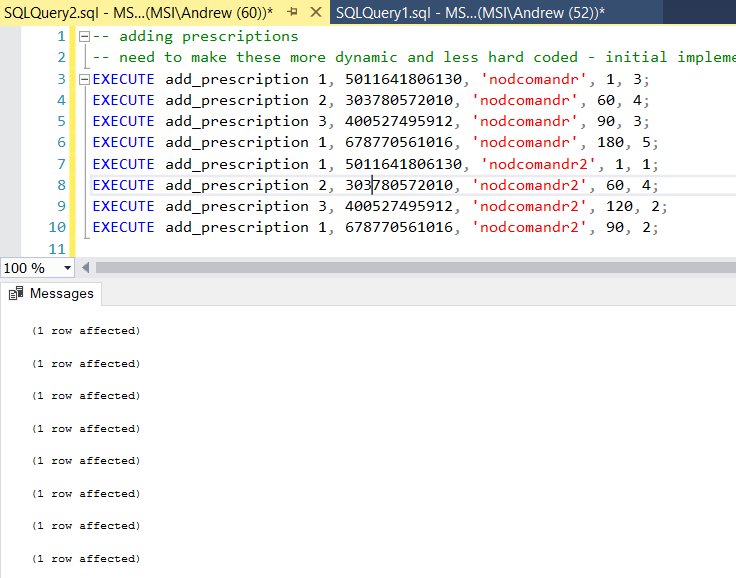 SQLQuery2.sql - MS...(MSI\Andrew (60))* SQLQuery1.sql - MS...(MSI\Andrew (52))*
1 -- adding prescriptions
2 -- need to make these more dynamic and less hard coded - initial impleme
3 EXECUTE add_prescription 1, 5011641806130, 'nodcomandr', 1, 3;
4 EXECUTE add_prescription 2, 303780572010, 'nodcomandr', 60, 4;
5 EXECUTE add_prescription 3, 400527495912, 'nodcomandr', 90, 3;
6 EXECUTE add_prescription 1, 678770561016, 'nodcomandr', 180, 5;
7 EXECUTE add_prescription 1, 5011641806130, 'nodcomandr2', 1, 1;
8 EXECUTE add_prescription 2, 303780572010, 'nodcomandr2', 60, 4;
9 EXECUTE add_prescription 3, 400527495912, 'nodcomandr2', 120, 2;
10 EXECUTE add_prescription 1, 678770561016, 'nodcomandr2', 90, 2;
11
100 %
Messages
(1 row affected)
(1 row affected)
(1 row affected)
(1 row affected)
(1 row affected)
(1 row affected)
(1 row affected)
(1 row affected)